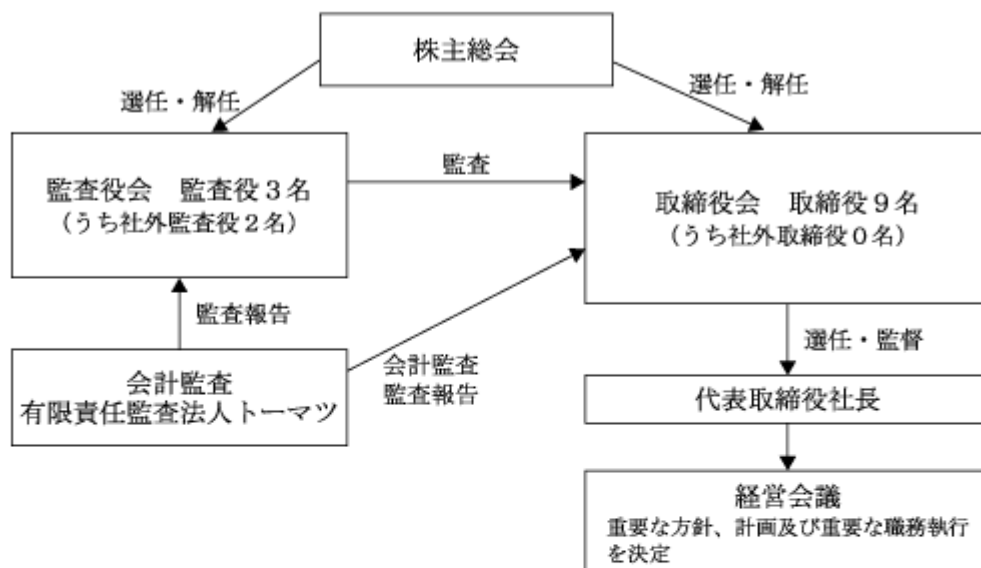 株主総会
選任・解任
選任・解任
監査役会　監査役３名
（うち社外監査役２名）
監査
取締役会　取締役９名
（うち社外取締役０名）
監査報告
会計監査
監査報告
選任・監督
会計監査
有限責任監査法人トーマツ
代表取締役社長
経営会議
重要な方針、計画及び重要な職務執行
を決定